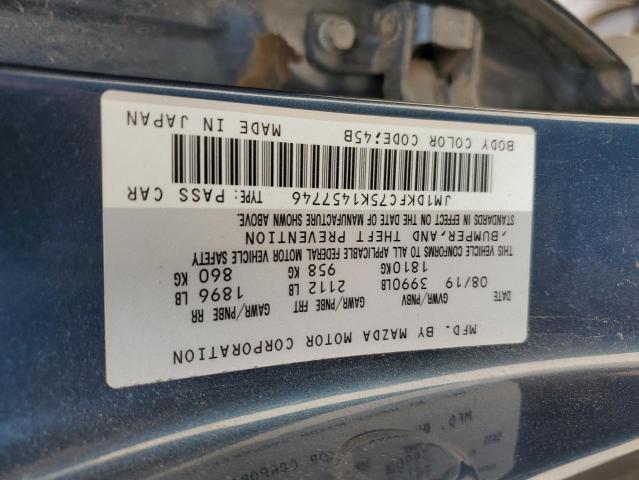 MFD. BY MAZDA MOTOR CORPORATION
DATE GVWR/PNBV GAWR/PNBE FRT GAWR/PNBE RR
08/19 3990LB 2112 LB 1896 LB
1810KG 958 KG 860 KG
THIS VEHICLE CONFORMS TO ALL APPLICABLE FEDERAL MOTOR VEHICLE SAFETY
,BUMPER,AND THEFT PREVENTION
STANDARDS IN EFFECT ON THE DATE OF MANUFACTURE SHOWN ABOVE.
JM1DKFC75K1457746 TYPE: PASS CAR
BODY COLOR CODE:45B MADE IN JAPAN